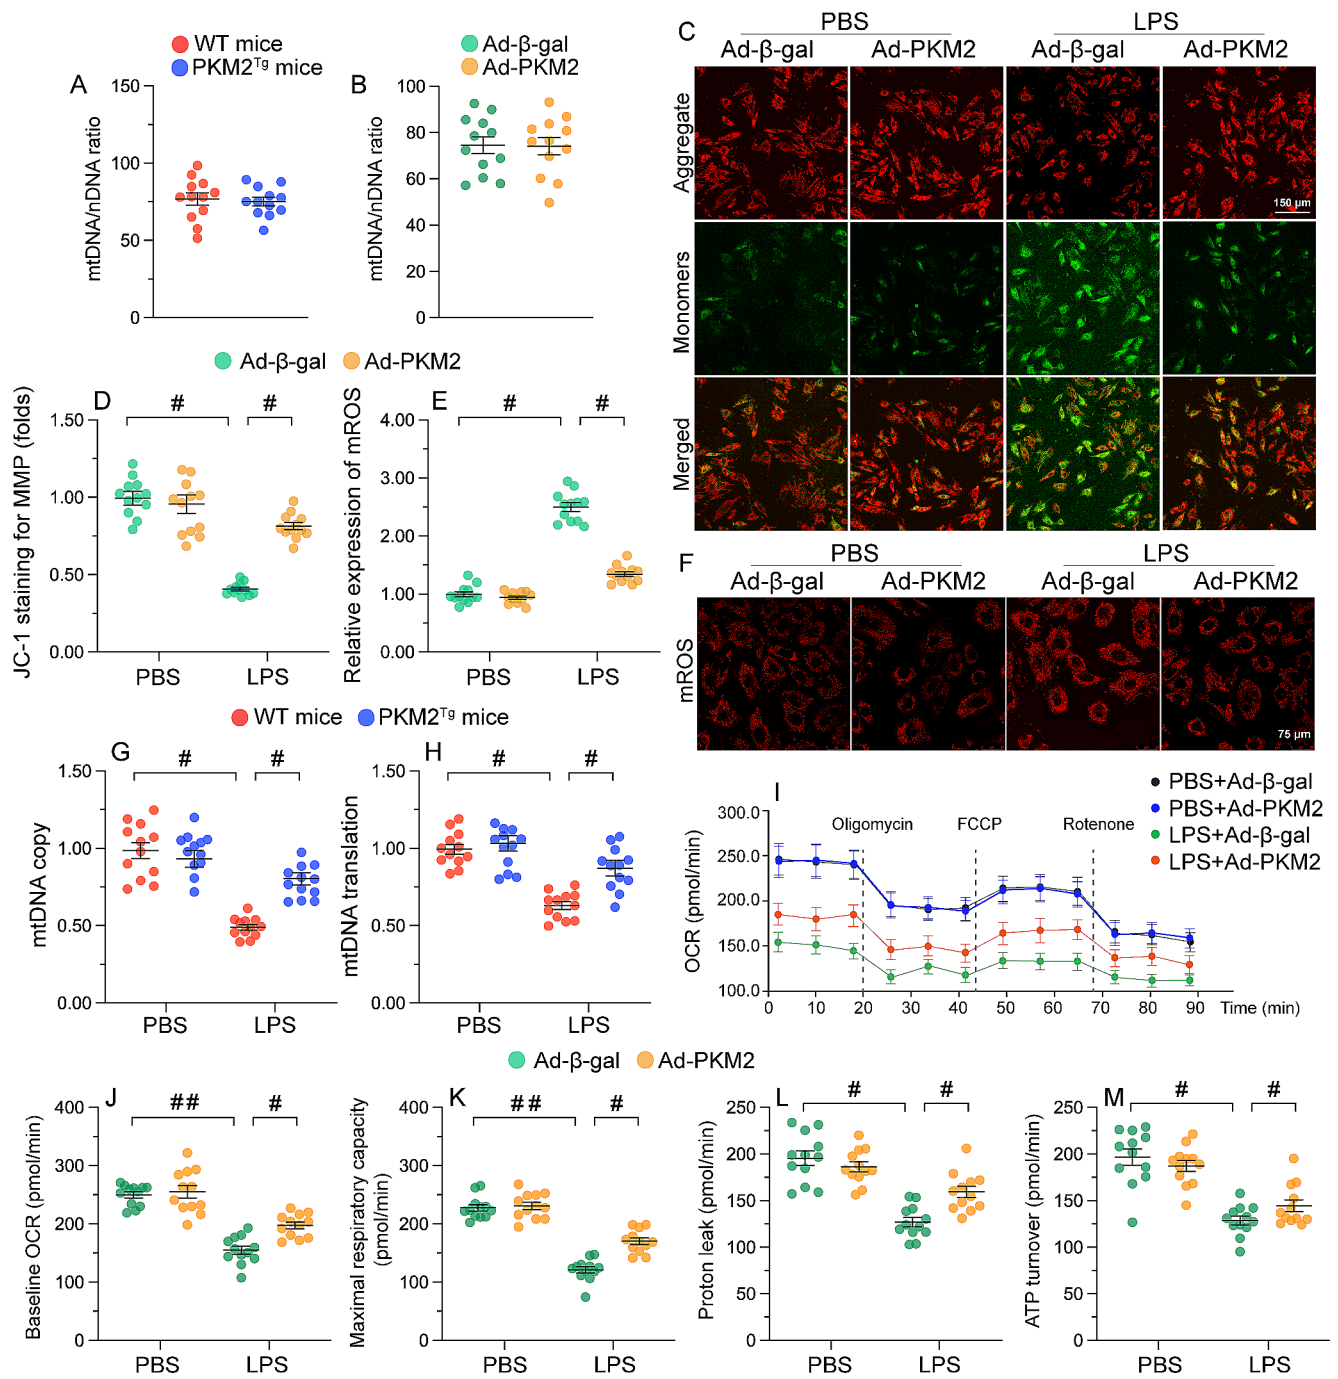 WT mice
PKM2Tg mice
A
mtDNA/nDNA ratio
150
100
50
0
Ad-β-gal
Ad-PKM2
B
mtDNA/nDNA ratio
100
80
60
40
20
0
C
PBS
LPS
Ad-β-gal
Ad-PKM2
Ad-β-gal
Ad-PKM2
Aggregate
150 μm
Monomers
Merged
Ad-β-gal
Ad-PKM2
D
JC-1 staining for MMP (folds)
1.50
1.00
0.50
0.00
#
#
PBS
LPS
E
Relative expression of mROS
4.00
3.00
2.00
1.00
0.00
#
#
PBS
LPS
F
PBS
LPS
Ad-β-gal
Ad-PKM2
Ad-β-gal
Ad-PKM2
mROS
75 μm
WT mice
PKM2Tg mice
G
mtDNA copy
1.50
1.00
0.50
0.00
#
#
PBS
LPS
H
mtDNA translation
1.50
1.00
0.50
0.00
#
#
PBS
LPS
I
PBS+Ad-β-gal
PBS+Ad-PKM2
LPS+Ad-β-gal
LPS+Ad-PKM2
OCR (pmol/min)
300.0
250.0
200.0
150.0
100.0
Oligomycin
FCCP
Rotenone
0
10
20
30
40
50
60
70
80
90
Time (min)
Ad-β-gal
Ad-PKM2
J
Baseline OCR (pmol/min)
400
300
200
100
0
##
#
PBS
LPS
K
Maximal respiratory capacity
(pmol/min)
400
300
200
100
0
##
#
PBS
LPS
L
Proton leak (pmol/min)
250
200
150
100
50
0
#
#
PBS
LPS
M
ATP turnover (pmol/min)
250
200
150
100
50
0
#
#
PBS
LPS